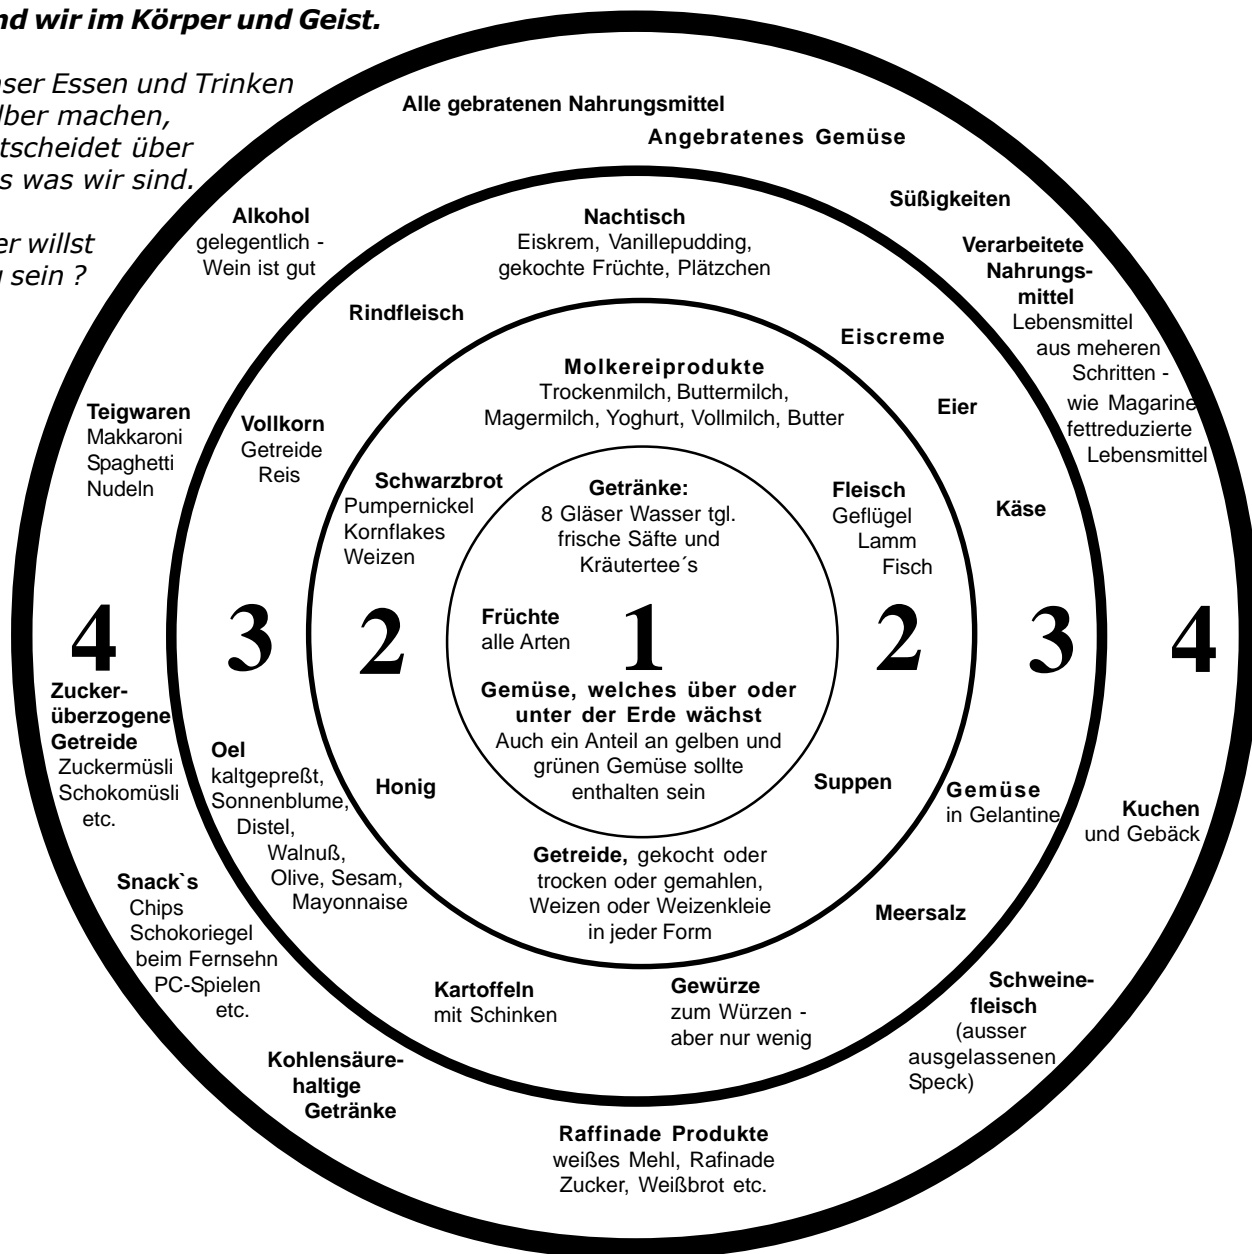 nd wir im Körper und Geist.
nser Essen und Trinken
lber machen,
tscheidet über
s was wir sind.
er willst
u sein ?
Alle gebratenen Nahrungsmittel
Angebratenes Gemüse
Süßigkeiten
Alkohol
gelegentlich -
Wein ist gut
Nachtisch
Eiskrem, Vanillepudding,
gekochte Früchte, Plätzchen
Verarbeitete
Nahrungs-
mittel
Lebensmittel
aus meheren
Schritten -
wie Magarine
fettreduzierte
Lebensmittel
Rindfleisch
Eiscreme
Molkereiprodukte
Trockenmilch, Buttermilch,
Magermilch, Yoghurt, Vollmilch, Butter
Eier
Teigwaren
Makkaroni
Spaghetti
Nudeln
Vollkorn
Getreide
Reis
Schwarzbrot
Pumpernickel
Kornflakes
Weizen
Getränke:
8 Gläser Wasser tgl.
frische Säfte und
Kräutertee´s
Fleisch
Geflügel
Lamm
Fisch
Käse
4
3
2
Früchte
alle Arten
1
2
3
4
Gemüse, welches über oder
unter der Erde wächst
Auch ein Anteil an gelben und
grünen Gemüse sollte
enthalten sein
Zucker-
überzogene
Getreide
Zuckermüsli
Schokomüsli
etc.
Oel
kaltgepreßt,
Sonnenblume,
Distel,
Walnuß,
Olive, Sesam,
Mayonnaise
Honig
Suppen
Gemüse
in Gelantine
Kuchen
und Gebäck
Getreide, gekocht oder
trocken oder gemahlen,
Weizen oder Weizenkleie
in jeder Form
Snack`s
Chips
Schokoriegel
beim Fernsehn
PC-Spielen
etc.
Meersalz
Kartoffeln
mit Schinken
Gewürze
zum Würzen -
aber nur wenig
Schweine-
fleisch
(ausser
ausgelassenen
Speck)
Kohlensäure-
haltige
Getränke
Raffinade Produkte
weißes Mehl, Rafinade
Zucker, Weißbrot etc.